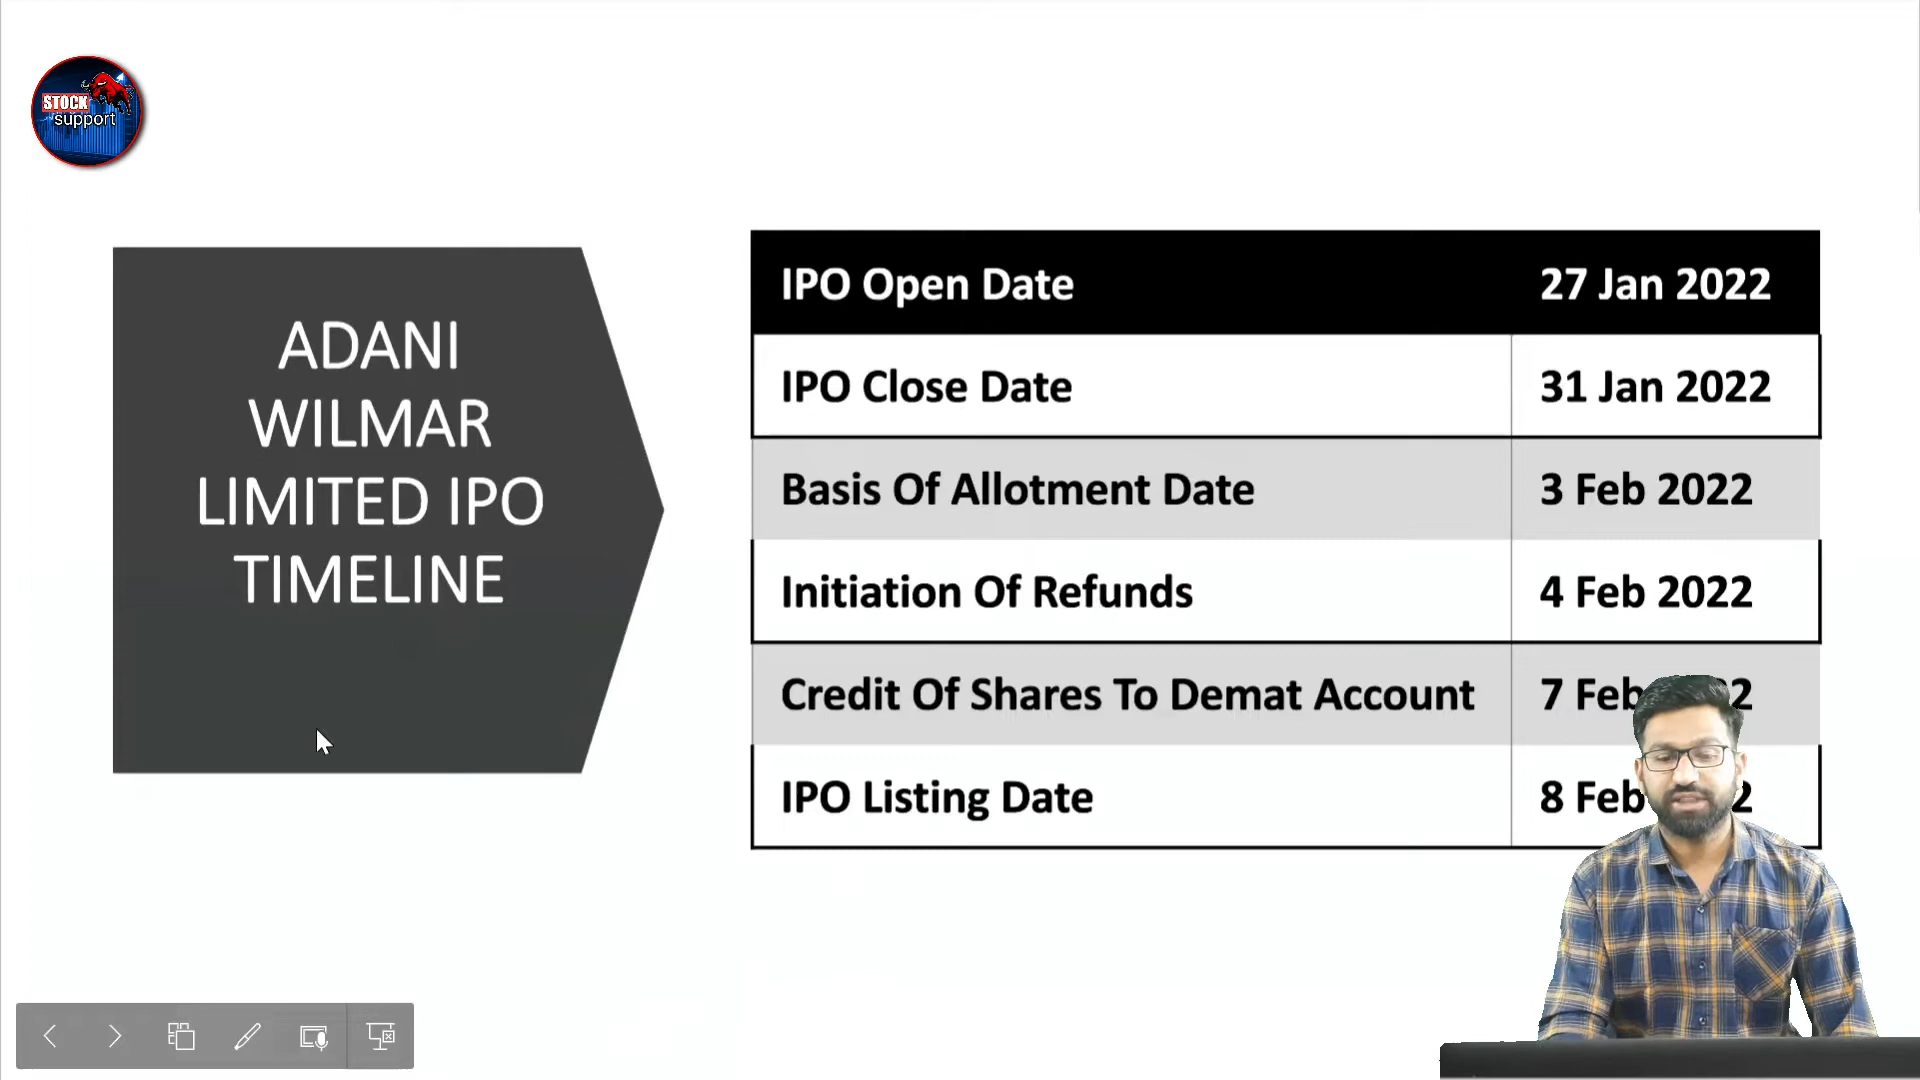 STOCK
support
ADANI
WILMAR
LIMITED IPO
TIMELINE
IPO Open Date 27 Jan 2022
IPO Close Date 31 Jan 2022
Basis Of Allotment Date 3 Feb 2022
Initiation Of Refunds 4 Feb 2022
Credit Of Shares To Demat Account 7 Feb
IPO Listing Date 8 Feb